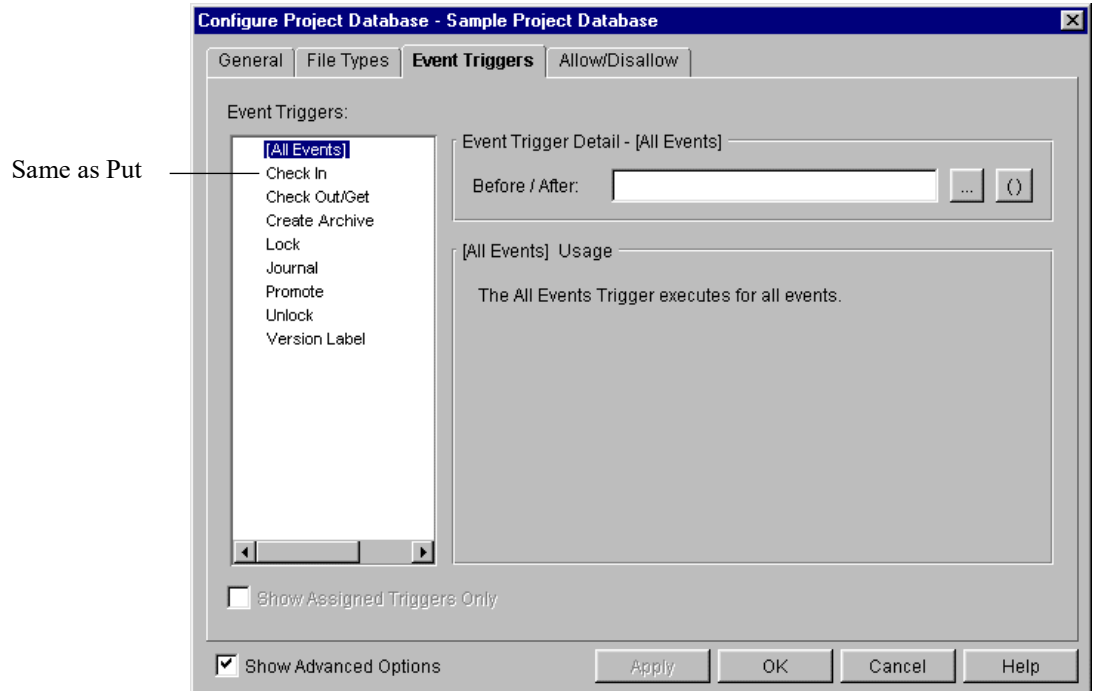 Configure Project Database - Sample Project Database
General File Types Event Triggers Allow/Disallow
Event Triggers:
[All Events]
Same as Put
Check In
Check Out/Get
Create Archive
Lock
Journal
Promote
Unlock
Version Label
Event Trigger Detail - [All Events]
Before / After:
... ()
[All Events] Usage
The All Events Trigger executes for all events.
Show Assigned Triggers Only
Show Advanced Options
Apply OK Cancel Help